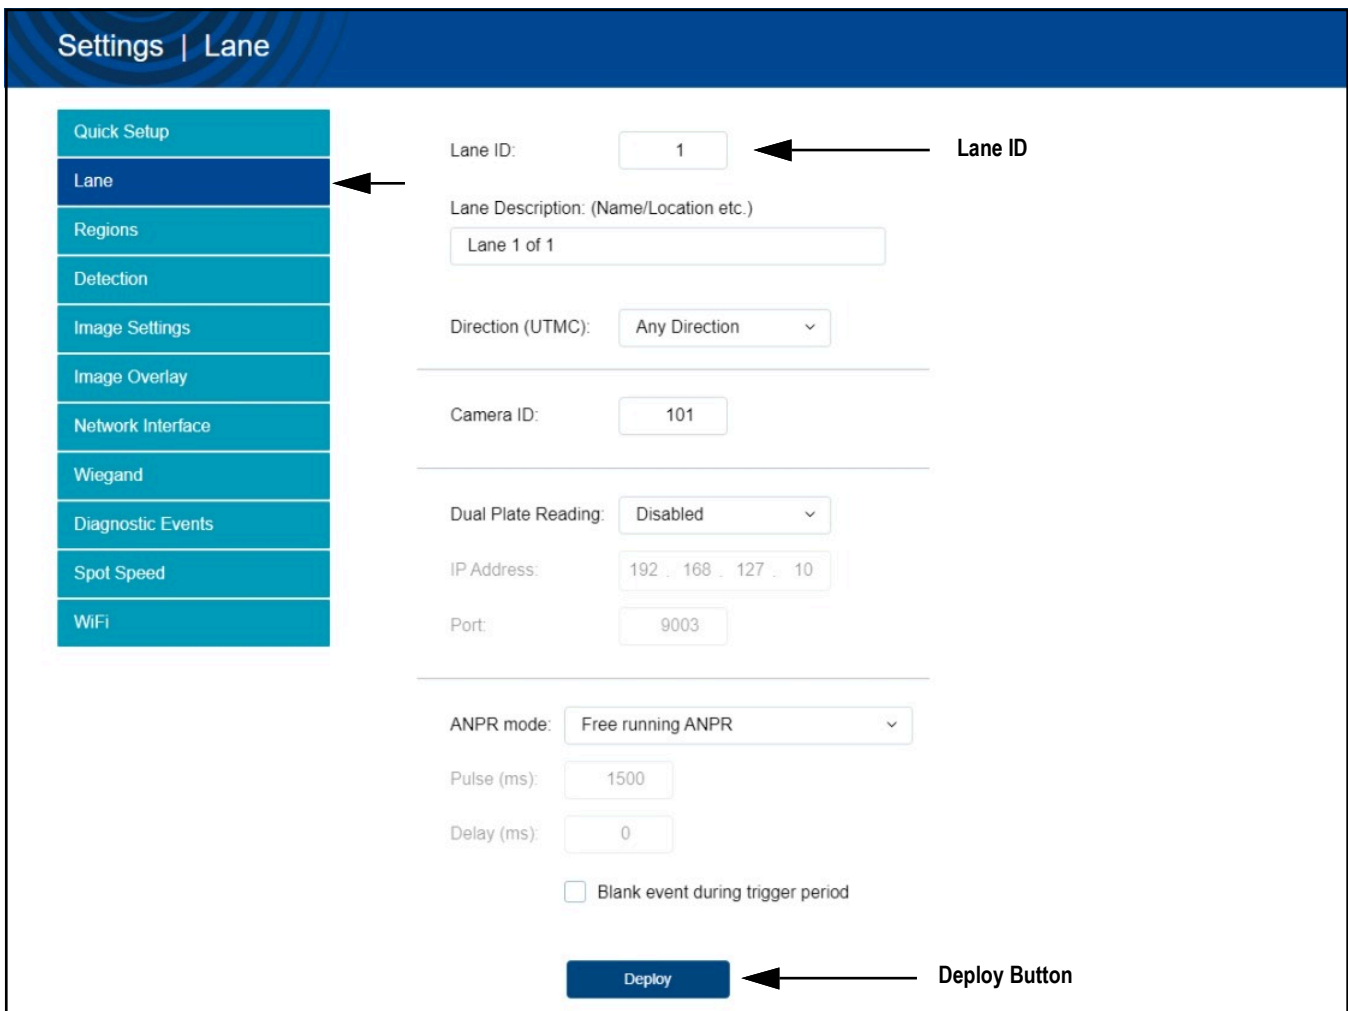 Settings | Lane
Quick Setup
Lane
Regions
Detection
Image Settings
Image Overlay
Network Interface
Wiegand
Diagnostic Events
Spot Speed
WiFi
Lane ID: 1 Lane ID
Lane Description: (Name/Location etc.)
Lane 1 of 1
Direction (UTMC): Any Direction
Camera ID: 101
Dual Plate Reading: Disabled
IP Address: 192 . 168 . 127 . 10
Port: 9003
ANPR mode: Free running ANPR
Pulse (ms): 1500
Delay (ms): 0
Blank event during trigger period
Deploy Deploy Button